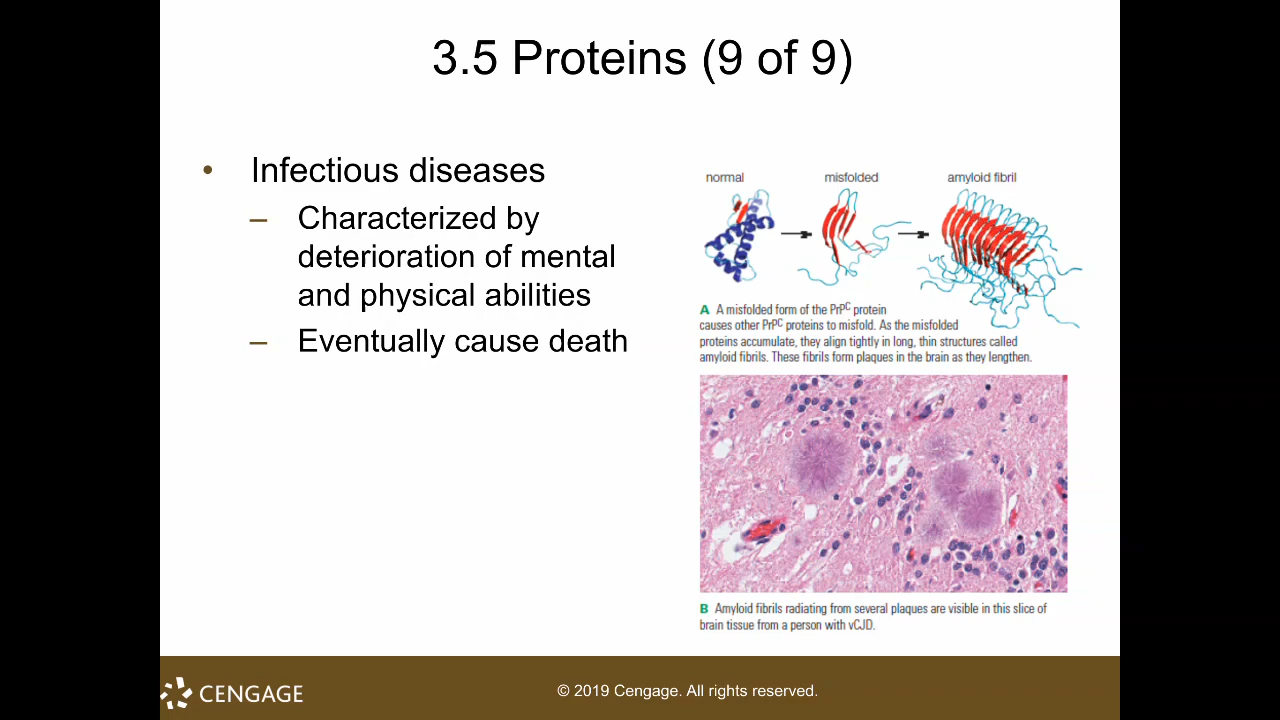 3.5 Proteins (9 of 9)
• Infectious diseases
– Characterized by
deterioration of mental
and physical abilities
– Eventually cause death
normal misfolded amyloid fibril
A A misfolded form of the PrPC protein
causes other PrPC proteins to misfold. As the misfolded
proteins accumulate, they align tightly in long, thin structures called
amyloid fibrils. These fibrils form plaques in the brain as they lengthen.
B Amyloid fibrils radiating from several plaques are visible in this slice of
brain tissue from a person with vCJD.
CENGAGE
© 2019 Cengage. All rights reserved.